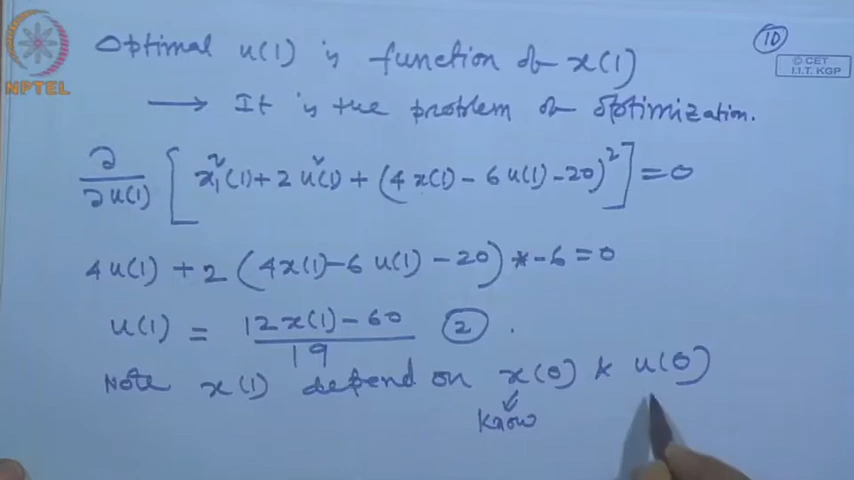 Optimal u(1) is function of x(1)
10
© CET
I.I.T. KGP
NPTEL
→ It is the problem of optimization.
∂/∂u(1) [x₁²(1) + 2u²(1) + (4x(1) - 6u(1) - 20)²] = 0
4u(1) + 2 (4x(1) - 6u(1) - 20) * -6 = 0
u(1) = 12x(1) - 60 / 19 2 .
Note x(1) depend on x(0) & u(0)
Know